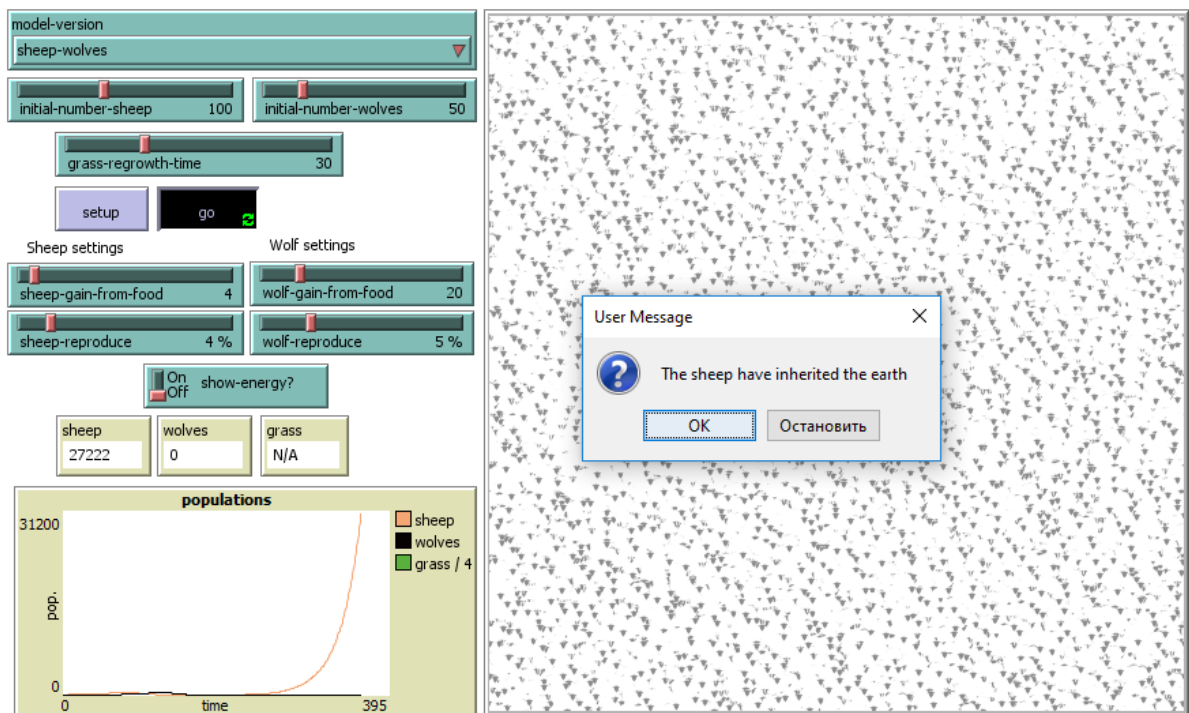 model-version
sheep-wolves
initial-number-sheep 100
initial-number-wolves 50
grass-regrowth-time 30
setup
go
Sheep settings
Wolf settings
sheep-gain-from-food 4
wolf-gain-from-food 20
sheep-reproduce 4 %
wolf-reproduce 5 %
On
Off
show-energy?
sheep
27222
wolves
0
grass
N/A
populations
31200
pop.
0
0
time
395
sheep
wolves
grass / 4
User Message
The sheep have inherited the earth
OK
Остановить